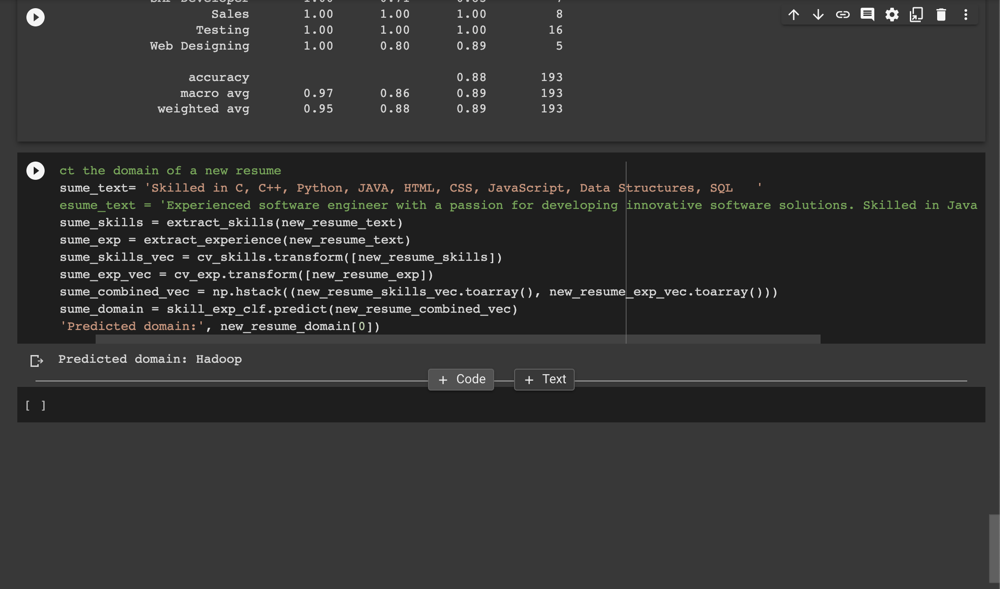 Sales 1.00 1.00 1.00 8
Testing 1.00 1.00 1.00 16
Web Designing 1.00 0.80 0.89 5
accuracy 0.88 193
macro avg 0.97 0.86 0.89 193
weighted avg 0.95 0.88 0.89 193
ct the domain of a new resume
sume_text= 'Skilled in C, C++, Python, JAVA, HTML, CSS, JavaScript, Data Structures, SQL   '
esume_text = 'Experienced software engineer with a passion for developing innovative software solutions. Skilled in Java
sume_skills = extract_skills(new_resume_text)
sume_exp = extract_experience(new_resume_text)
sume_skills_vec = cv_skills.transform([new_resume_skills])
sume_exp_vec = cv_exp.transform([new_resume_exp])
sume_combined_vec = np.hstack((new_resume_skills_vec.toarray(), new_resume_exp_vec.toarray()))
sume_domain = skill_exp_clf.predict(new_resume_combined_vec)
'Predicted domain:', new_resume_domain[0])
Predicted domain: Hadoop
+ Code + Text
[ ]